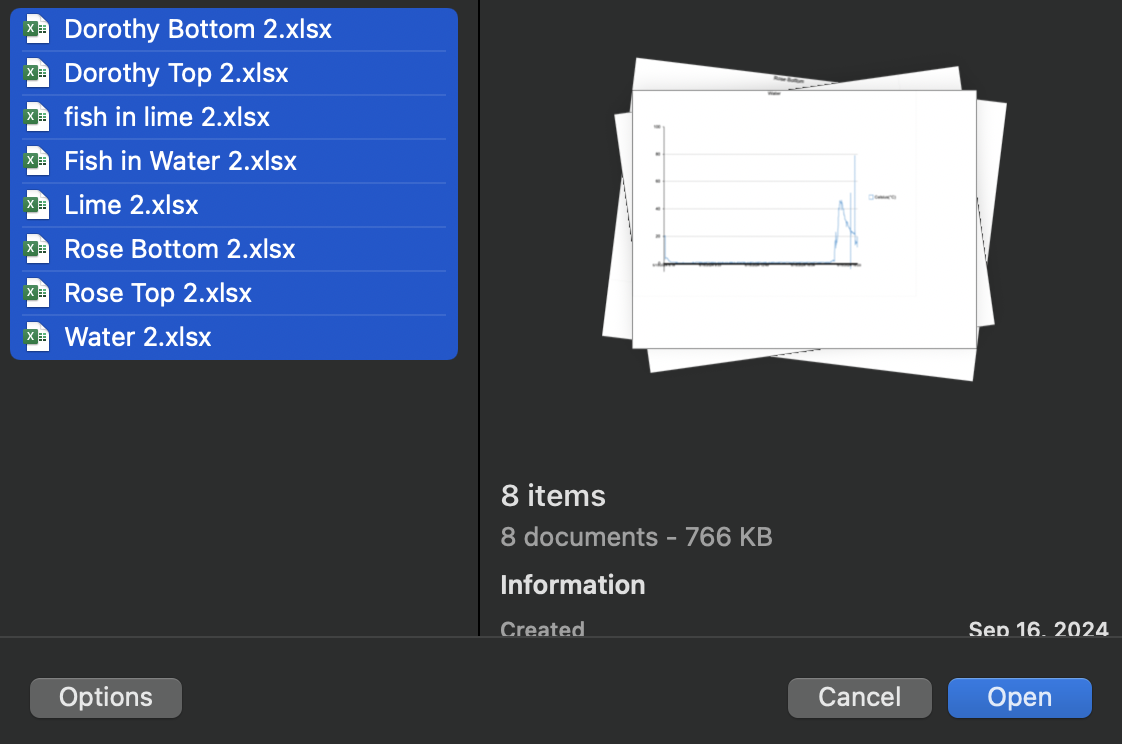 Dorothy Bottom 2.xlsx
Dorothy Top 2.xlsx
fish in lime 2.xlsx
Fish in Water 2.xlsx
Lime 2.xlsx
Rose Bottom 2.xlsx
Rose Top 2.xlsx
Water 2.xlsx
Rose Bottom
Water
100
80
60
40
20
0
8 items
8 documents - 766 KB
Information
Created
Sep 16, 2024
Options
Cancel
Open